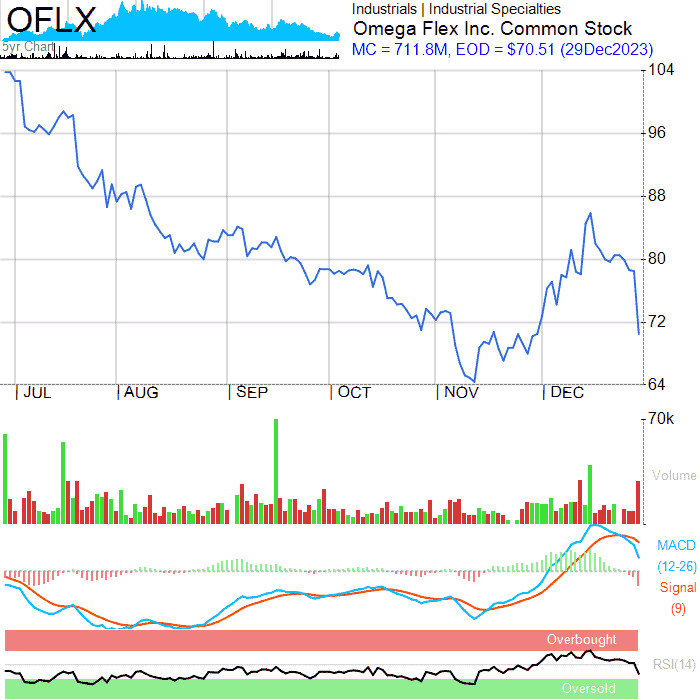 OFLX
5yr Chart
Industrials | Industrial Specialties
Omega Flex Inc. Common Stock
MC = 711.8M, EOD = $70.51 (29Dec2023)
104
96
88
80
72
64
JUL
AUG
SEP
OCT
NOV
DEC
70k
Volume
MACD
(12-26)
Signal
(9)
Overbought
RSI(14)
Oversold